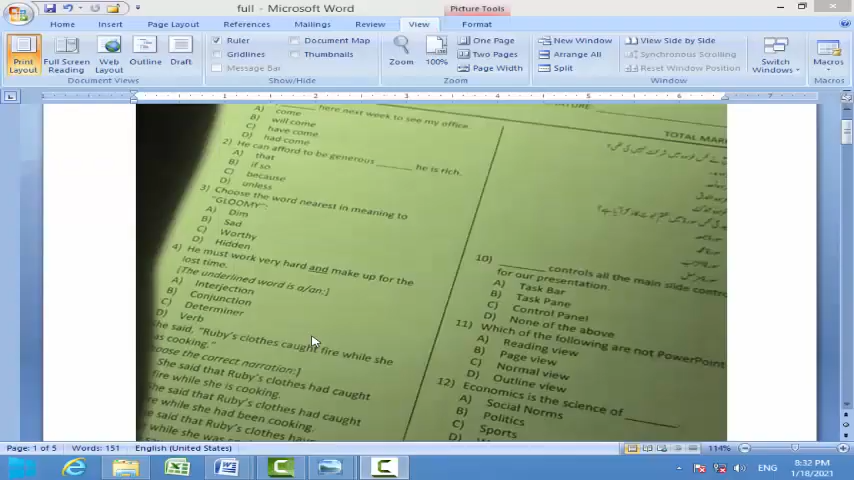 full - Microsoft Word
Picture Tools
Home
Insert
Page Layout
References
Mailings
Review
View
Format
Print Layout
Full Screen Reading
Web Layout
Outline
Draft
Document Views
Ruler
Document Map
Gridlines
Thumbnails
Message Bar
Show/Hide
Zoom
100%
One Page
Two Pages
Page Width
Zoom
New Window
Arrange All
Split
View Side by Side
Synchronous Scrolling
Reset Window Position
Window
Switch Windows
Macros
Macros
A) come
______ here next week to see my office.
B) will come
C) have come
D) had come
2) He can afford to be generous ______ he is rich.
A) that
B) if so
C) because
D) unless
3) Choose the word nearest in meaning to
"GLOOMY":
A) Dim
B) Sad
C) Worthy
D) Hidden
4) He must work very hard and make up for the
lost time.
[The underlined word is a/an:]
A) Interjection
B) Conjunction
C) Determiner
D) Verb
She said, "Ruby's clothes caught fire while she
was cooking."
[Choose the correct narration:]
She said that Ruby's clothes had caught
fire while she is cooking.
She said that Ruby's clothes had caught
fire while she had been cooking.
said that Ruby's clothes
while she was
TOTAL
10) ______ controls all the main slide
for our presentation.
A) Task Bar
B) Task Pane
C) Control Panel
D) None of the above
11) Which of the following are not PowerPoint
A) Reading view
B) Page view
C) Normal view
D) Outline view
12) Economics is the science of ______
A) Social Norms
B) Politics
C) Sports
D)
Page: 1 of 5
Words: 151
English (United States)
114%
ENG
8:32 PM
1/18/2021